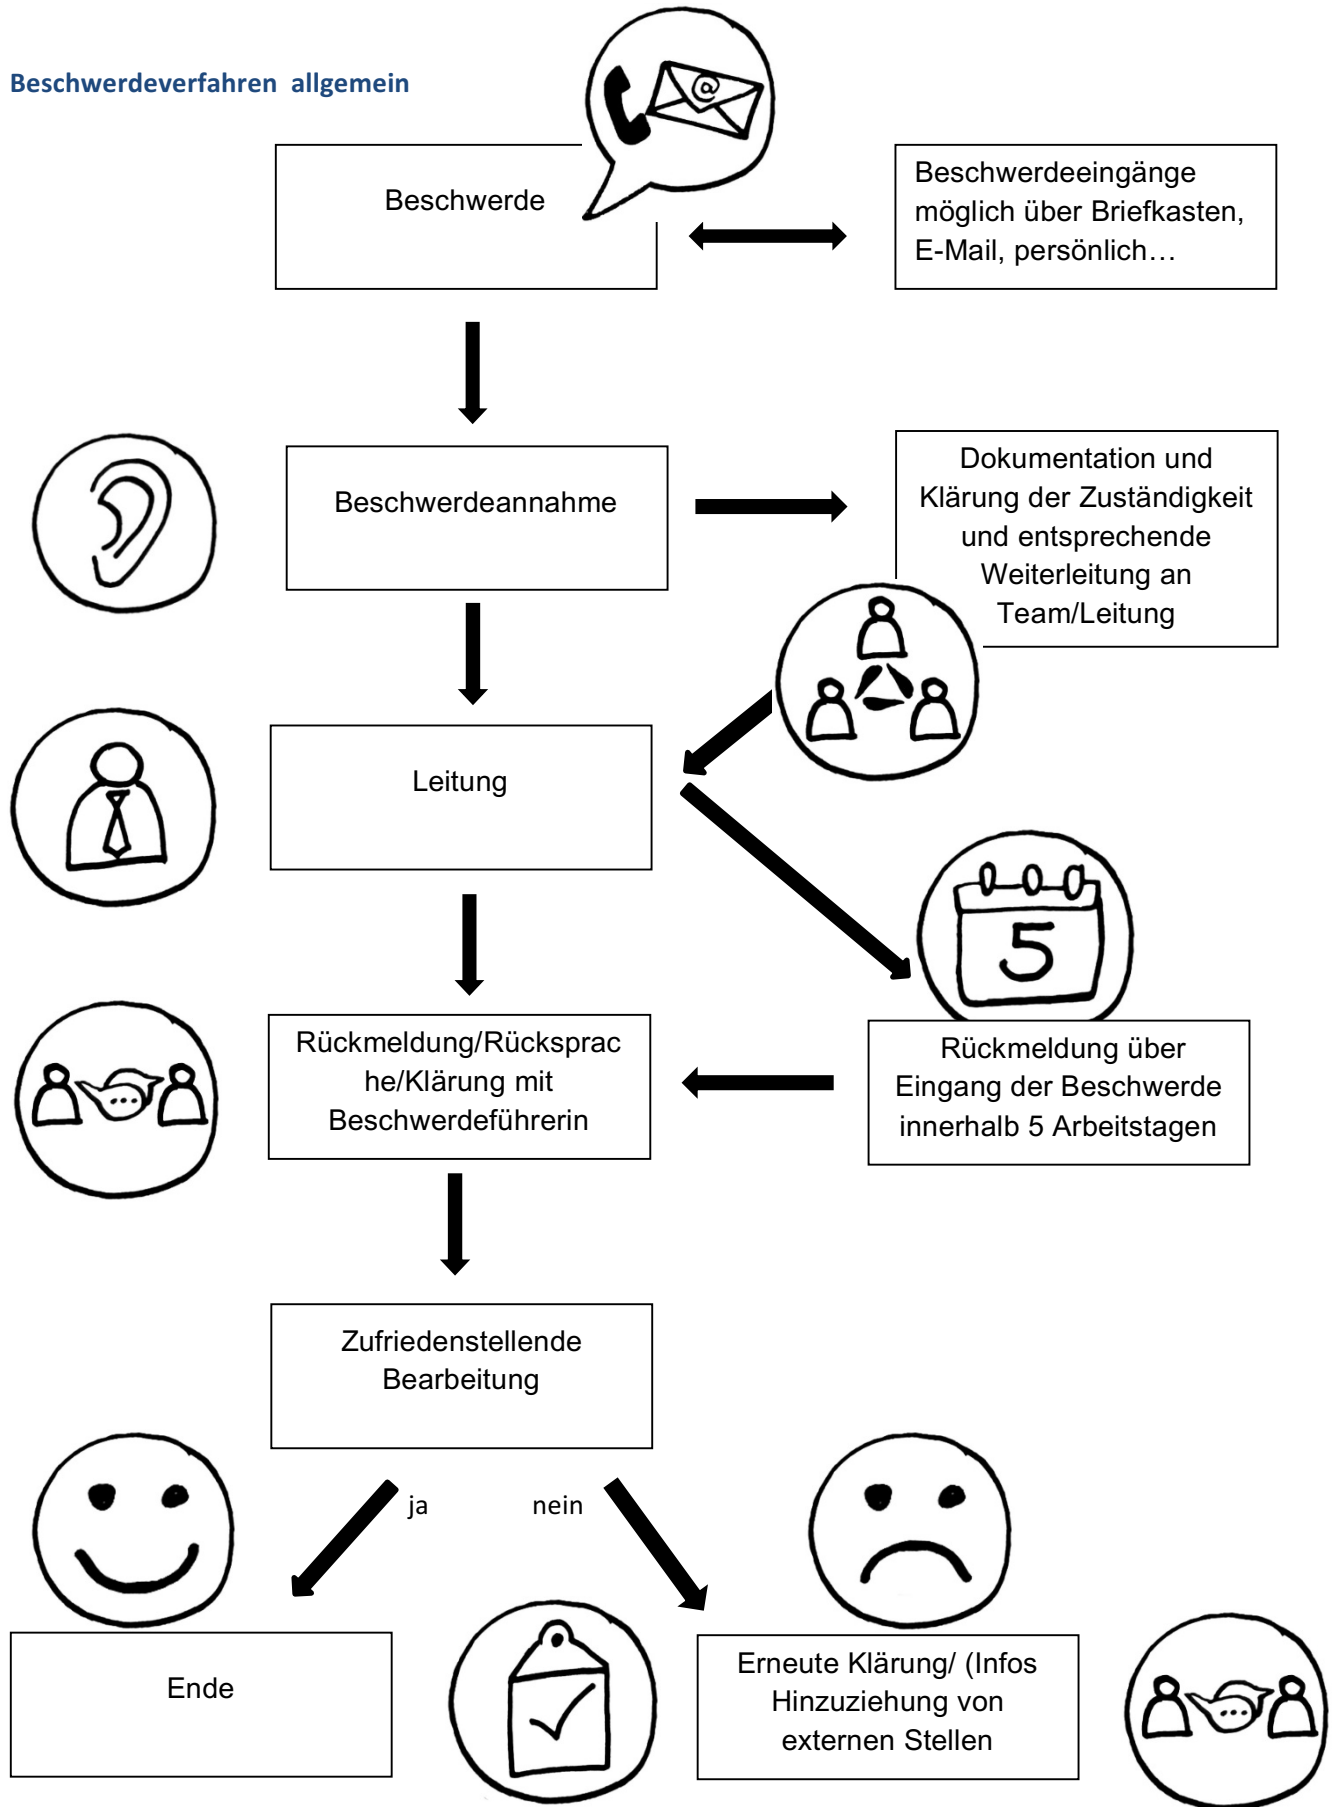 Beschwerdeverfahren allgemein
@
Beschwerde
Beschwerdeeingänge
möglich über Briefkasten,
E-Mail, persönlich…
Beschwerdeannahme
Dokumentation und
Klärung der Zuständigkeit
und entsprechende
Weiterleitung an
Team/Leitung
Leitung
5
Rückmeldung/Rücksprac
he/Klärung mit
Beschwerdeführerin
Rückmeldung über
Eingang der Beschwerde
innerhalb 5 Arbeitstagen
Zufriedenstellende
Bearbeitung
ja
nein
Ende
Erneute Klärung/ (Infos
Hinzuziehung von
externen Stellen